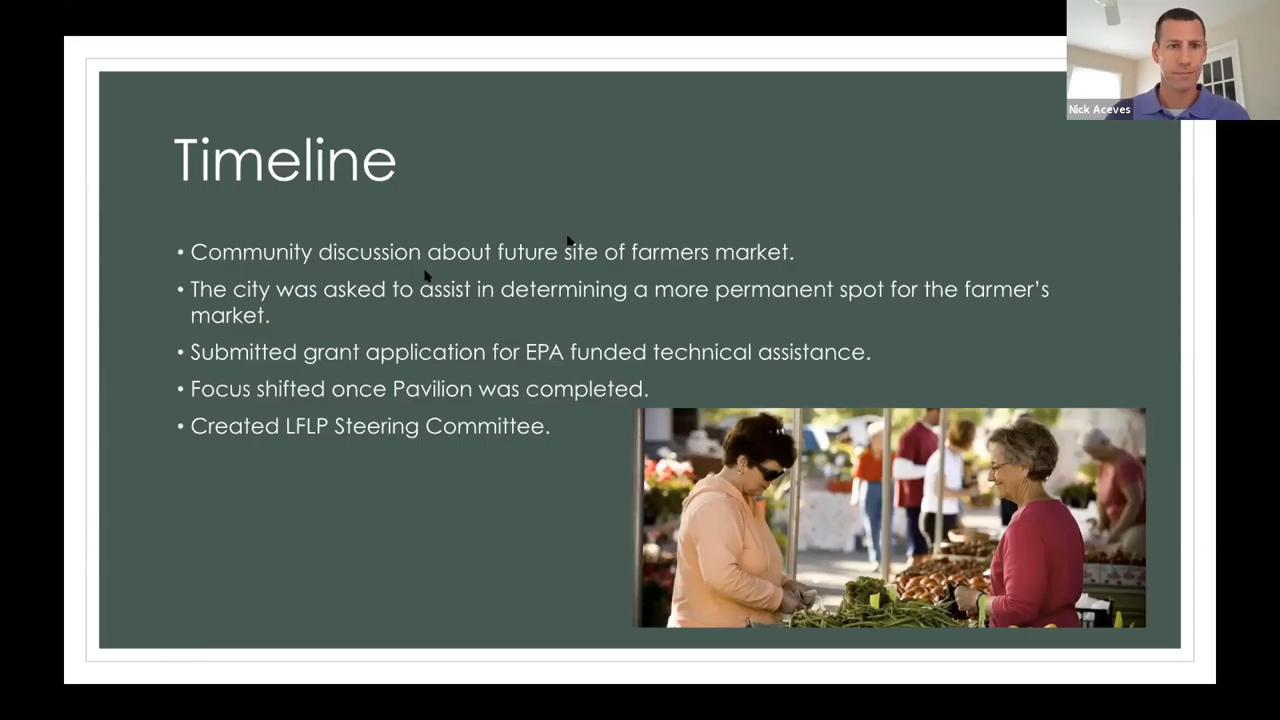 Nick Aceves
Timeline
• Community discussion about future site of farmers market.
• The city was asked to assist in determining a more permanent spot for the farmer’s
market.
• Submitted grant application for EPA funded technical assistance.
• Focus shifted once Pavilion was completed.
• Created LFLP Steering Committee.